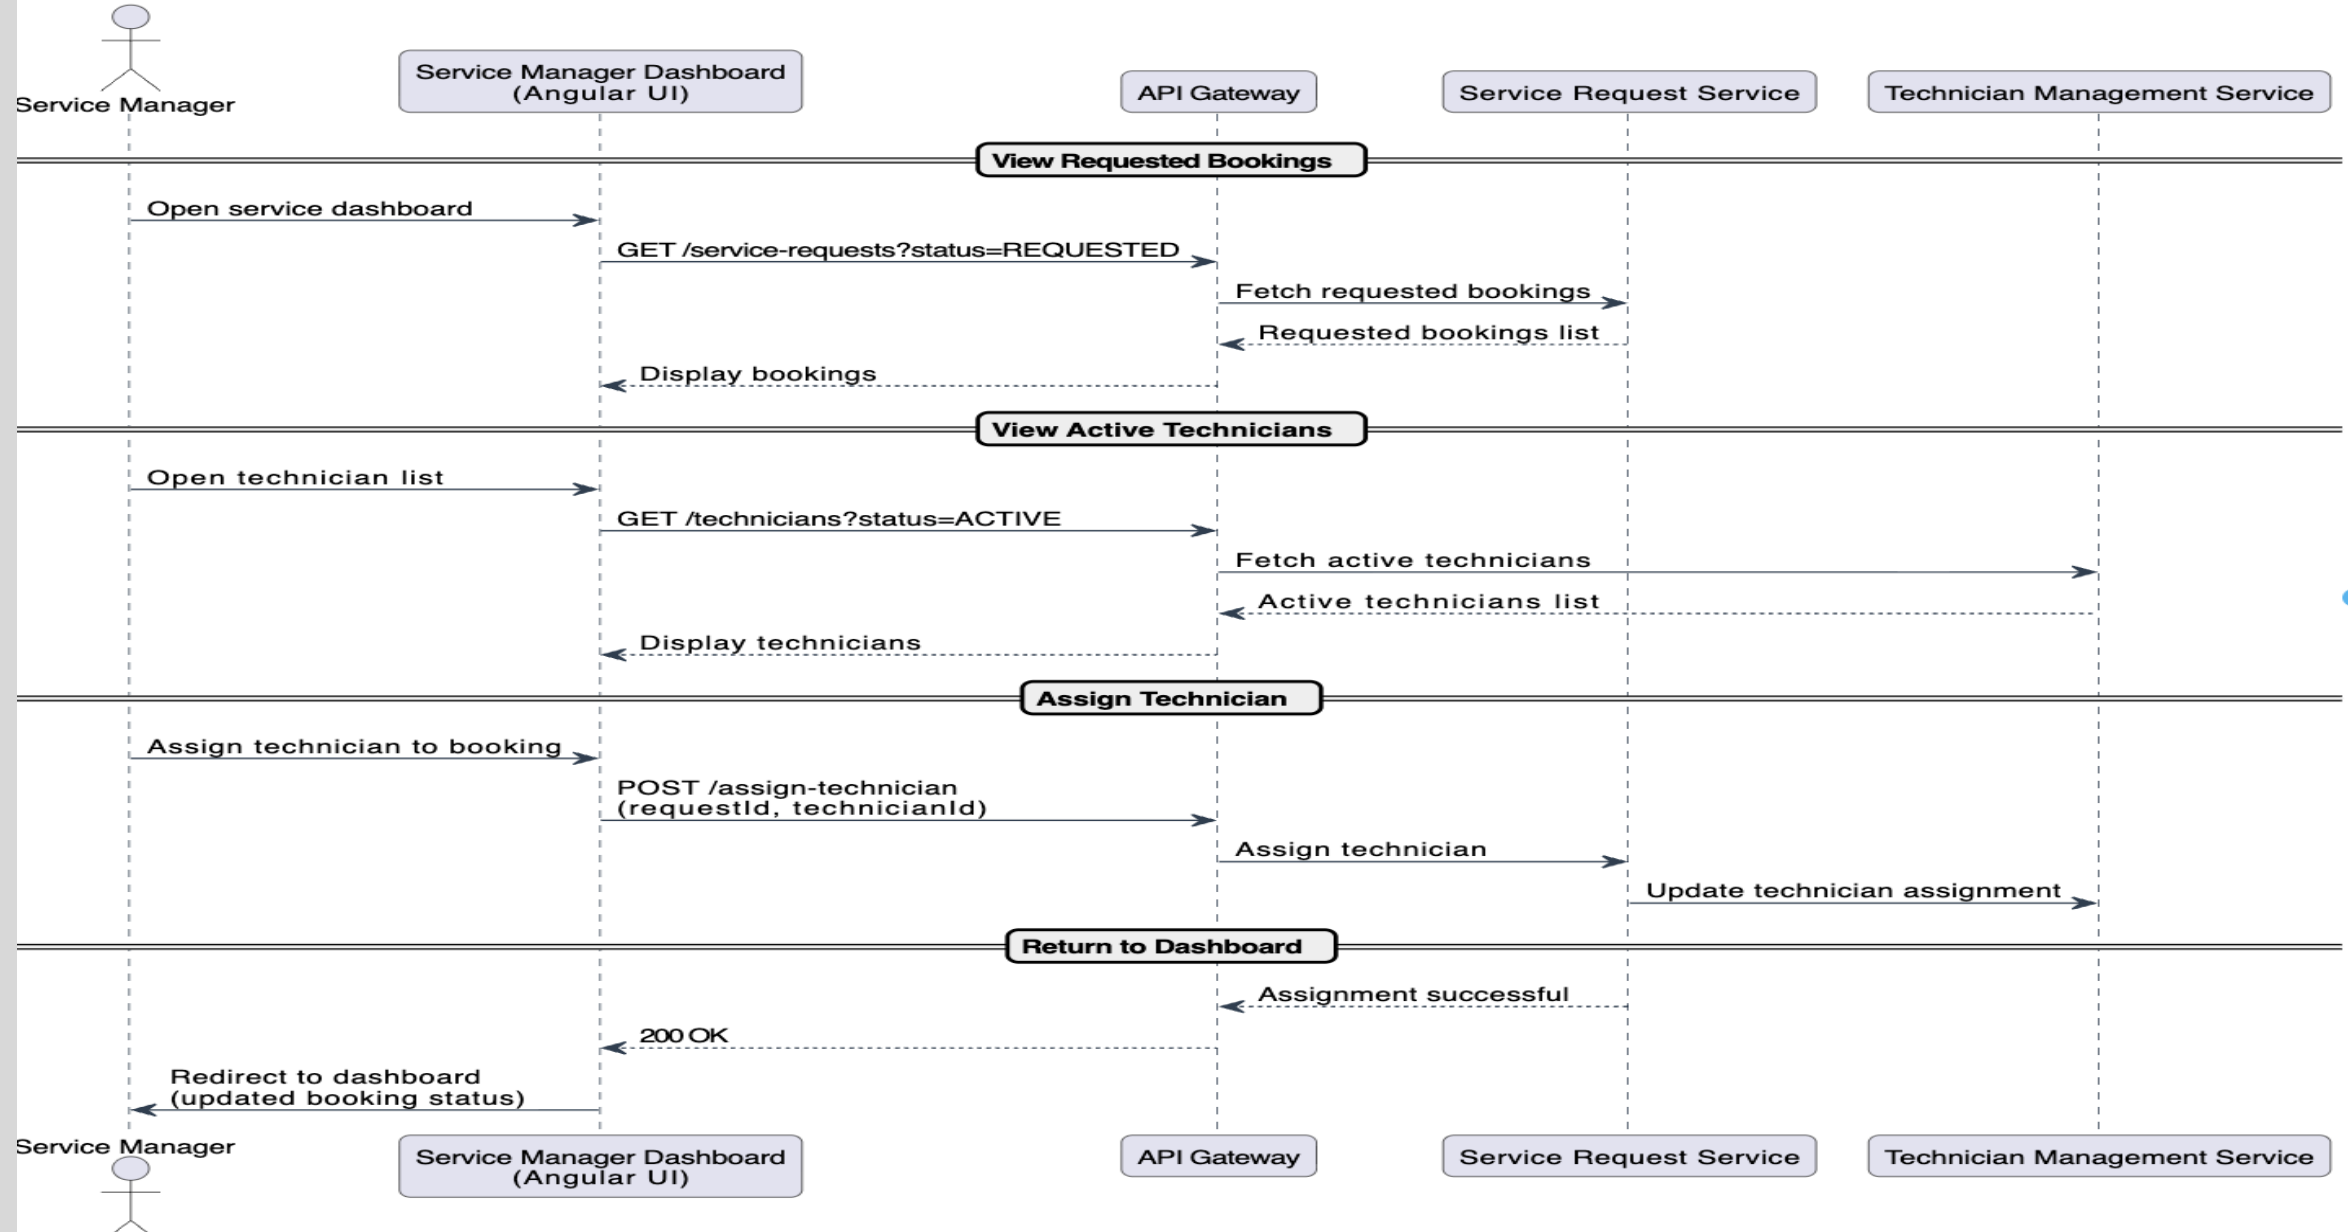 Service Manager
Service Manager Dashboard
(Angular UI)
API Gateway
Service Request Service
Technician Management Service
View Requested Bookings
Open service dashboard
GET /service-requests?status=REQUESTED
Fetch requested bookings
Requested bookings list
Display bookings
View Active Technicians
Open technician list
GET /technicians?status=ACTIVE
Fetch active technicians
Active technicians list
Display technicians
Assign Technician
Assign technician to booking
POST /assign-technician
(requestId, technicianId)
Assign technician
Update technician assignment
Return to Dashboard
Assignment successful
200 OK
Redirect to dashboard
(updated booking status)
Service Manager
Service Manager Dashboard
(Angular UI)
API Gateway
Service Request Service
Technician Management Service